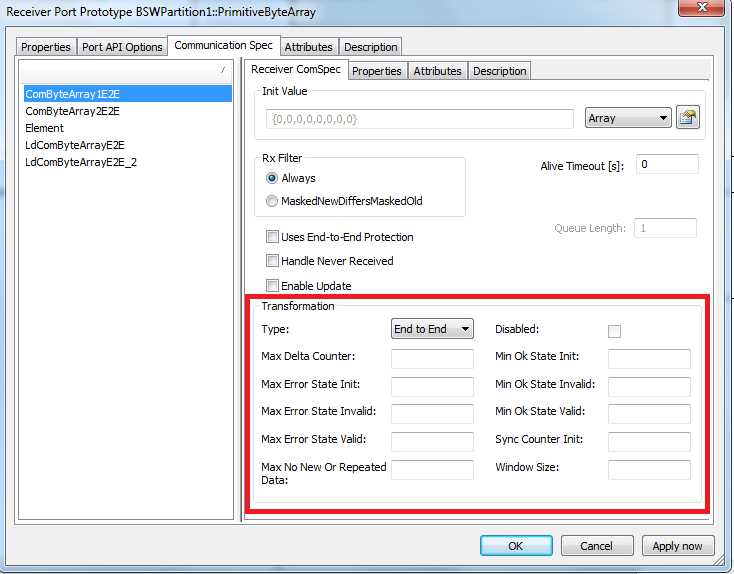 Receiver Port Prototype BSWPartition1::PrimitiveByteArray
Properties Port API Options Communication Spec Attributes Description
ComByteArray1E2E
ComByteArray2E2E
Element
LdComByteArrayE2E
LdComByteArrayE2E_2
Receiver ComSpec Properties Attributes Description
Init Value
{0,0,0,0,0,0,0,0} Array
Rx Filter
Always
MaskedNewDiffersMaskedOld
Alive Timeout [s]: 0
Queue Length: 1
Uses End-to-End Protection
Handle Never Received
Enable Update
Transformation
Type: End to End Disabled:
Max Delta Counter: Min Ok State Init:
Max Error State Init: Min Ok State Invalid:
Max Error State Invalid: Min Ok State Valid:
Max Error State Valid: Sync Counter Init:
Max No New Or Repeated Window Size:
Data:
OK Cancel Apply now